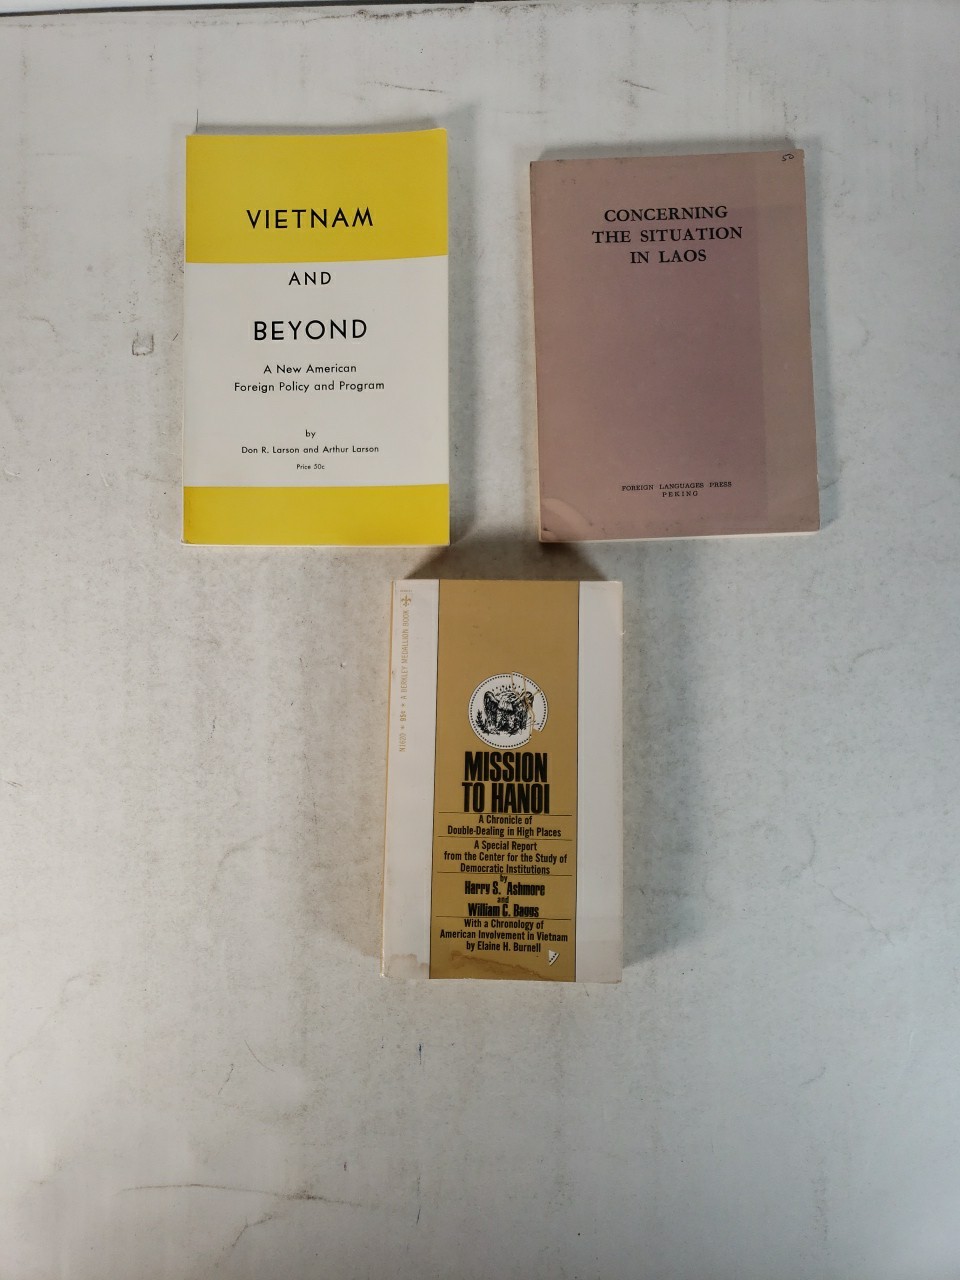 VIETNAM
AND
BEYOND
A New American
Foreign Policy and Program
by
Don R. Larson and Arthur Larson
Price 50c
50
CONCERNING
THE SITUATION
IN LAOS
FOREIGN LANGUAGES PRESS
PEKING
95¢ • A BERKLEY MEDALLION BOOK
MISSION
TO HANOI
A Chronicle of
Double-Dealing in High Places
A Special Report
from the Center for the Study of
Democratic Institutions
by
Harry S. Ashmore
and
William C. Baggs
With a Chronology of
American Involvement in Vietnam
by Elaine H. Burnell